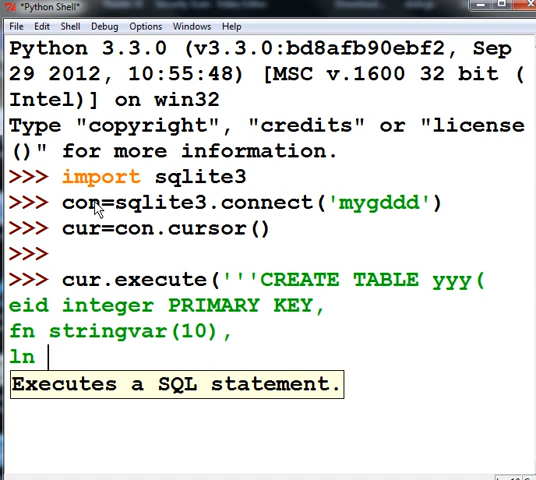 *Python Shell*
File Edit Shell Debug Options Windows Help
Python 3.3.0 (v3.3.0:bd8afb90ebf2, Sep
29 2012, 10:55:48) [MSC v.1600 32 bit (
Intel)] on win32
Type "copyright", "credits" or "license
()" for more information.
>>> import sqlite3
>>> con=sqlite3.connect('mygddd')
>>> cur=con.cursor()
>>>
>>> cur.execute('''CREATE TABLE yyy(
eid integer PRIMARY KEY,
fn stringvar(10),
ln
Executes a SQL statement.